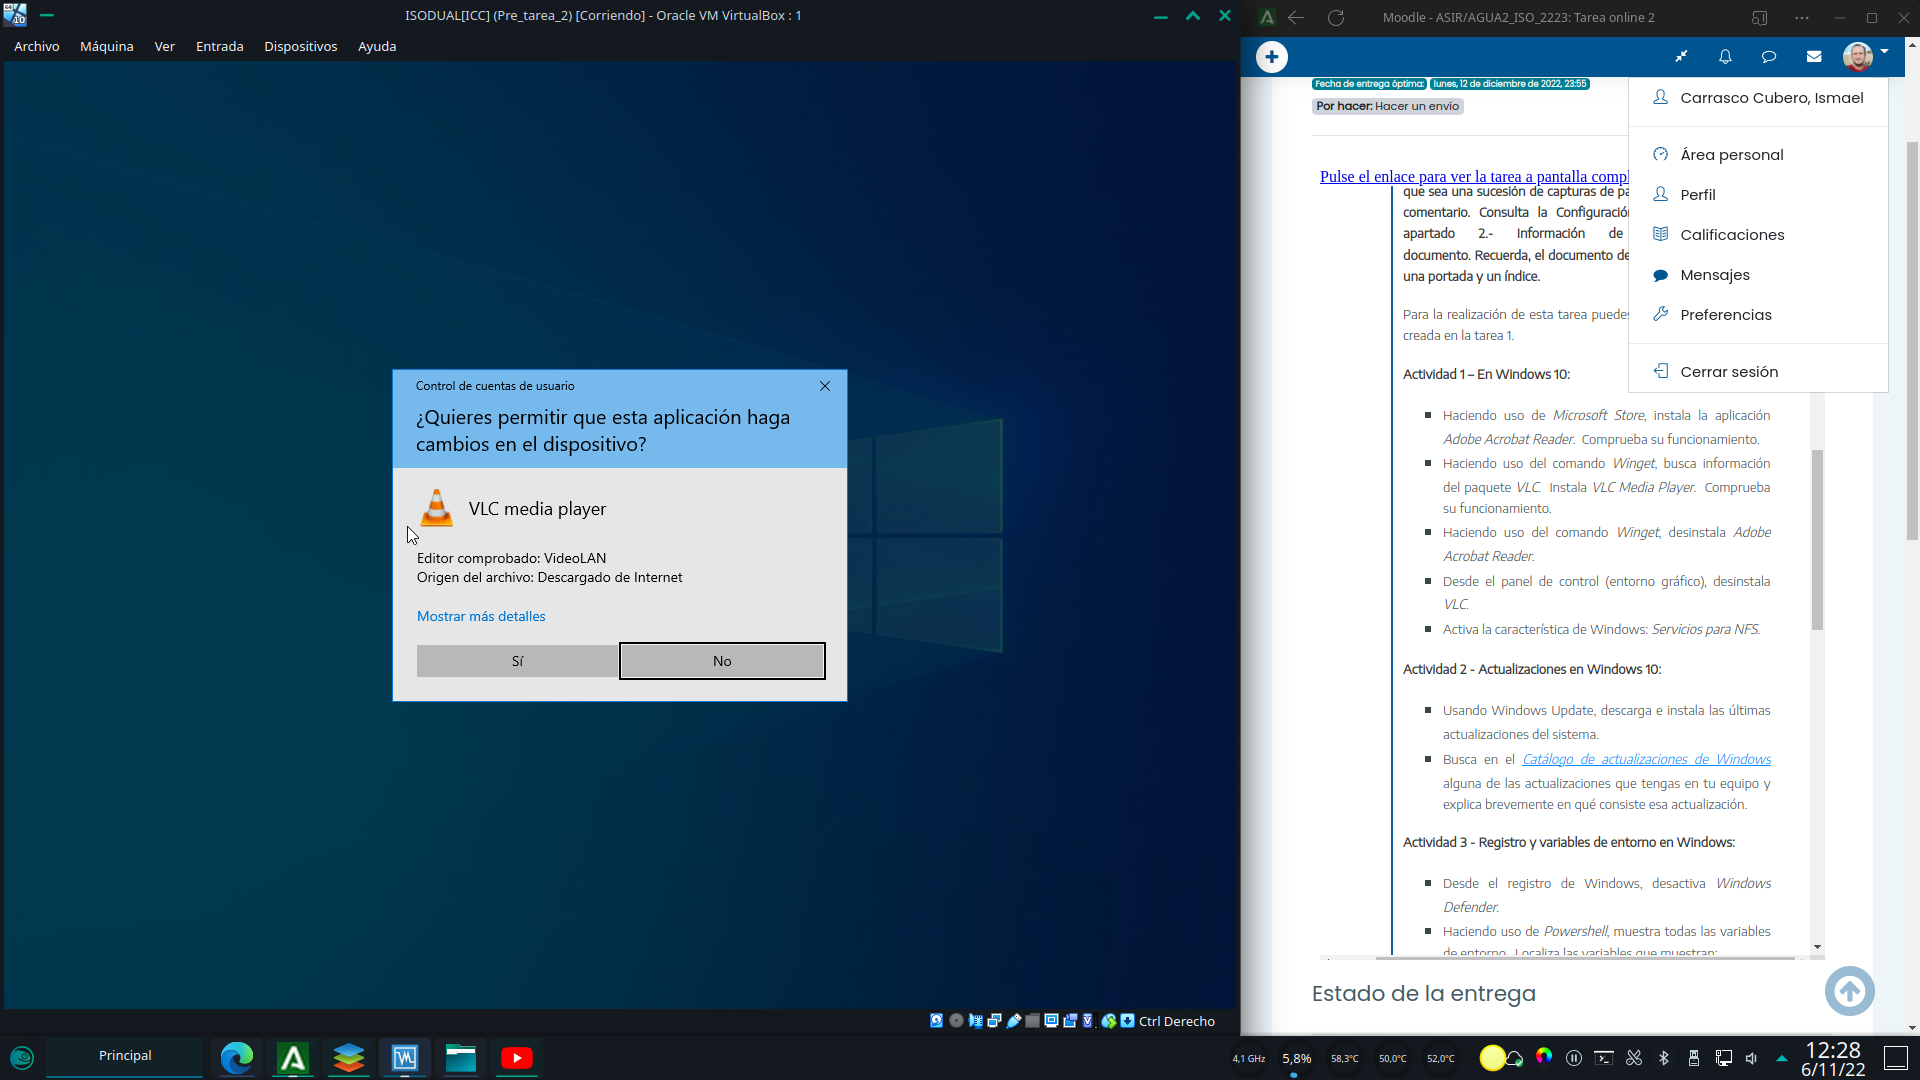 ISODUAL[ICC] (Pre_tarea_2) [Corriendo] - Oracle VM VirtualBox : 1
Archivo Máquina Ver Entrada Dispositivos Ayuda
Control de cuentas de usuario
¿Quieres permitir que esta aplicación haga
cambios en el dispositivo?
VLC media player
Editor comprobado: VideoLAN
Origen del archivo: Descargado de Internet
Mostrar más detalles
Sí No
Ctrl Derecho
Moodle - ASIR/AGUA2_ISO_2223: Tarea online 2
Fecha de entrega óptima: lunes, 12 de diciembre de 2022, 23:55
Por hacer: Hacer un envío
Carrasco Cubero, Ismael
Área personal
Perfil
Calificaciones
Mensajes
Preferencias
Cerrar sesión
Pulse el enlace para ver la tarea a pantalla compl
que sea una sucesión de capturas de pa
comentario. Consulta la Configuració
apartado 2.- Información de
documento. Recuerda, el documento de
una portada y un índice.
Para la realización de esta tarea puedes
creada en la tarea 1.
Actividad 1 – En Windows 10:
Haciendo uso de Microsoft Store, instala la aplicación
Adobe Acrobat Reader. Comprueba su funcionamiento.
Haciendo uso del comando Winget, busca información
del paquete VLC. Instala VLC Media Player. Comprueba
su funcionamiento.
Haciendo uso del comando Winget, desinstala Adobe
Acrobat Reader.
Desde el panel de control (entorno gráfico), desinstala
VLC.
Activa la característica de Windows: Servicios para NFS.
Actividad 2 - Actualizaciones en Windows 10:
Usando Windows Update, descarga e instala las últimas
actualizaciones del sistema.
Busca en el Catálogo de actualizaciones de Windows
alguna de las actualizaciones que tengas en tu equipo y
explica brevemente en qué consiste esa actualización.
Actividad 3 - Registro y variables de entorno en Windows:
Desde el registro de Windows, desactiva Windows
Defender.
Haciendo uso de Powershell, muestra todas las variables
de entorno. Localiza las variables que muestran:
Estado de la entrega
Principal
4,1 GHz 5,8% 58,3°C 50,0°C 52,0°C
12:28
6/11/22